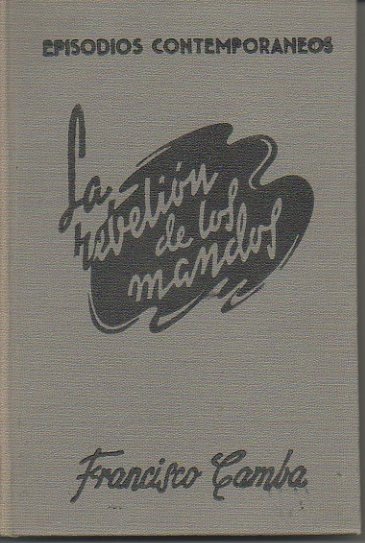 EPISODIOS CONTEMPORANEOS
La
rebelión
de los
mandos
Francisco Camba